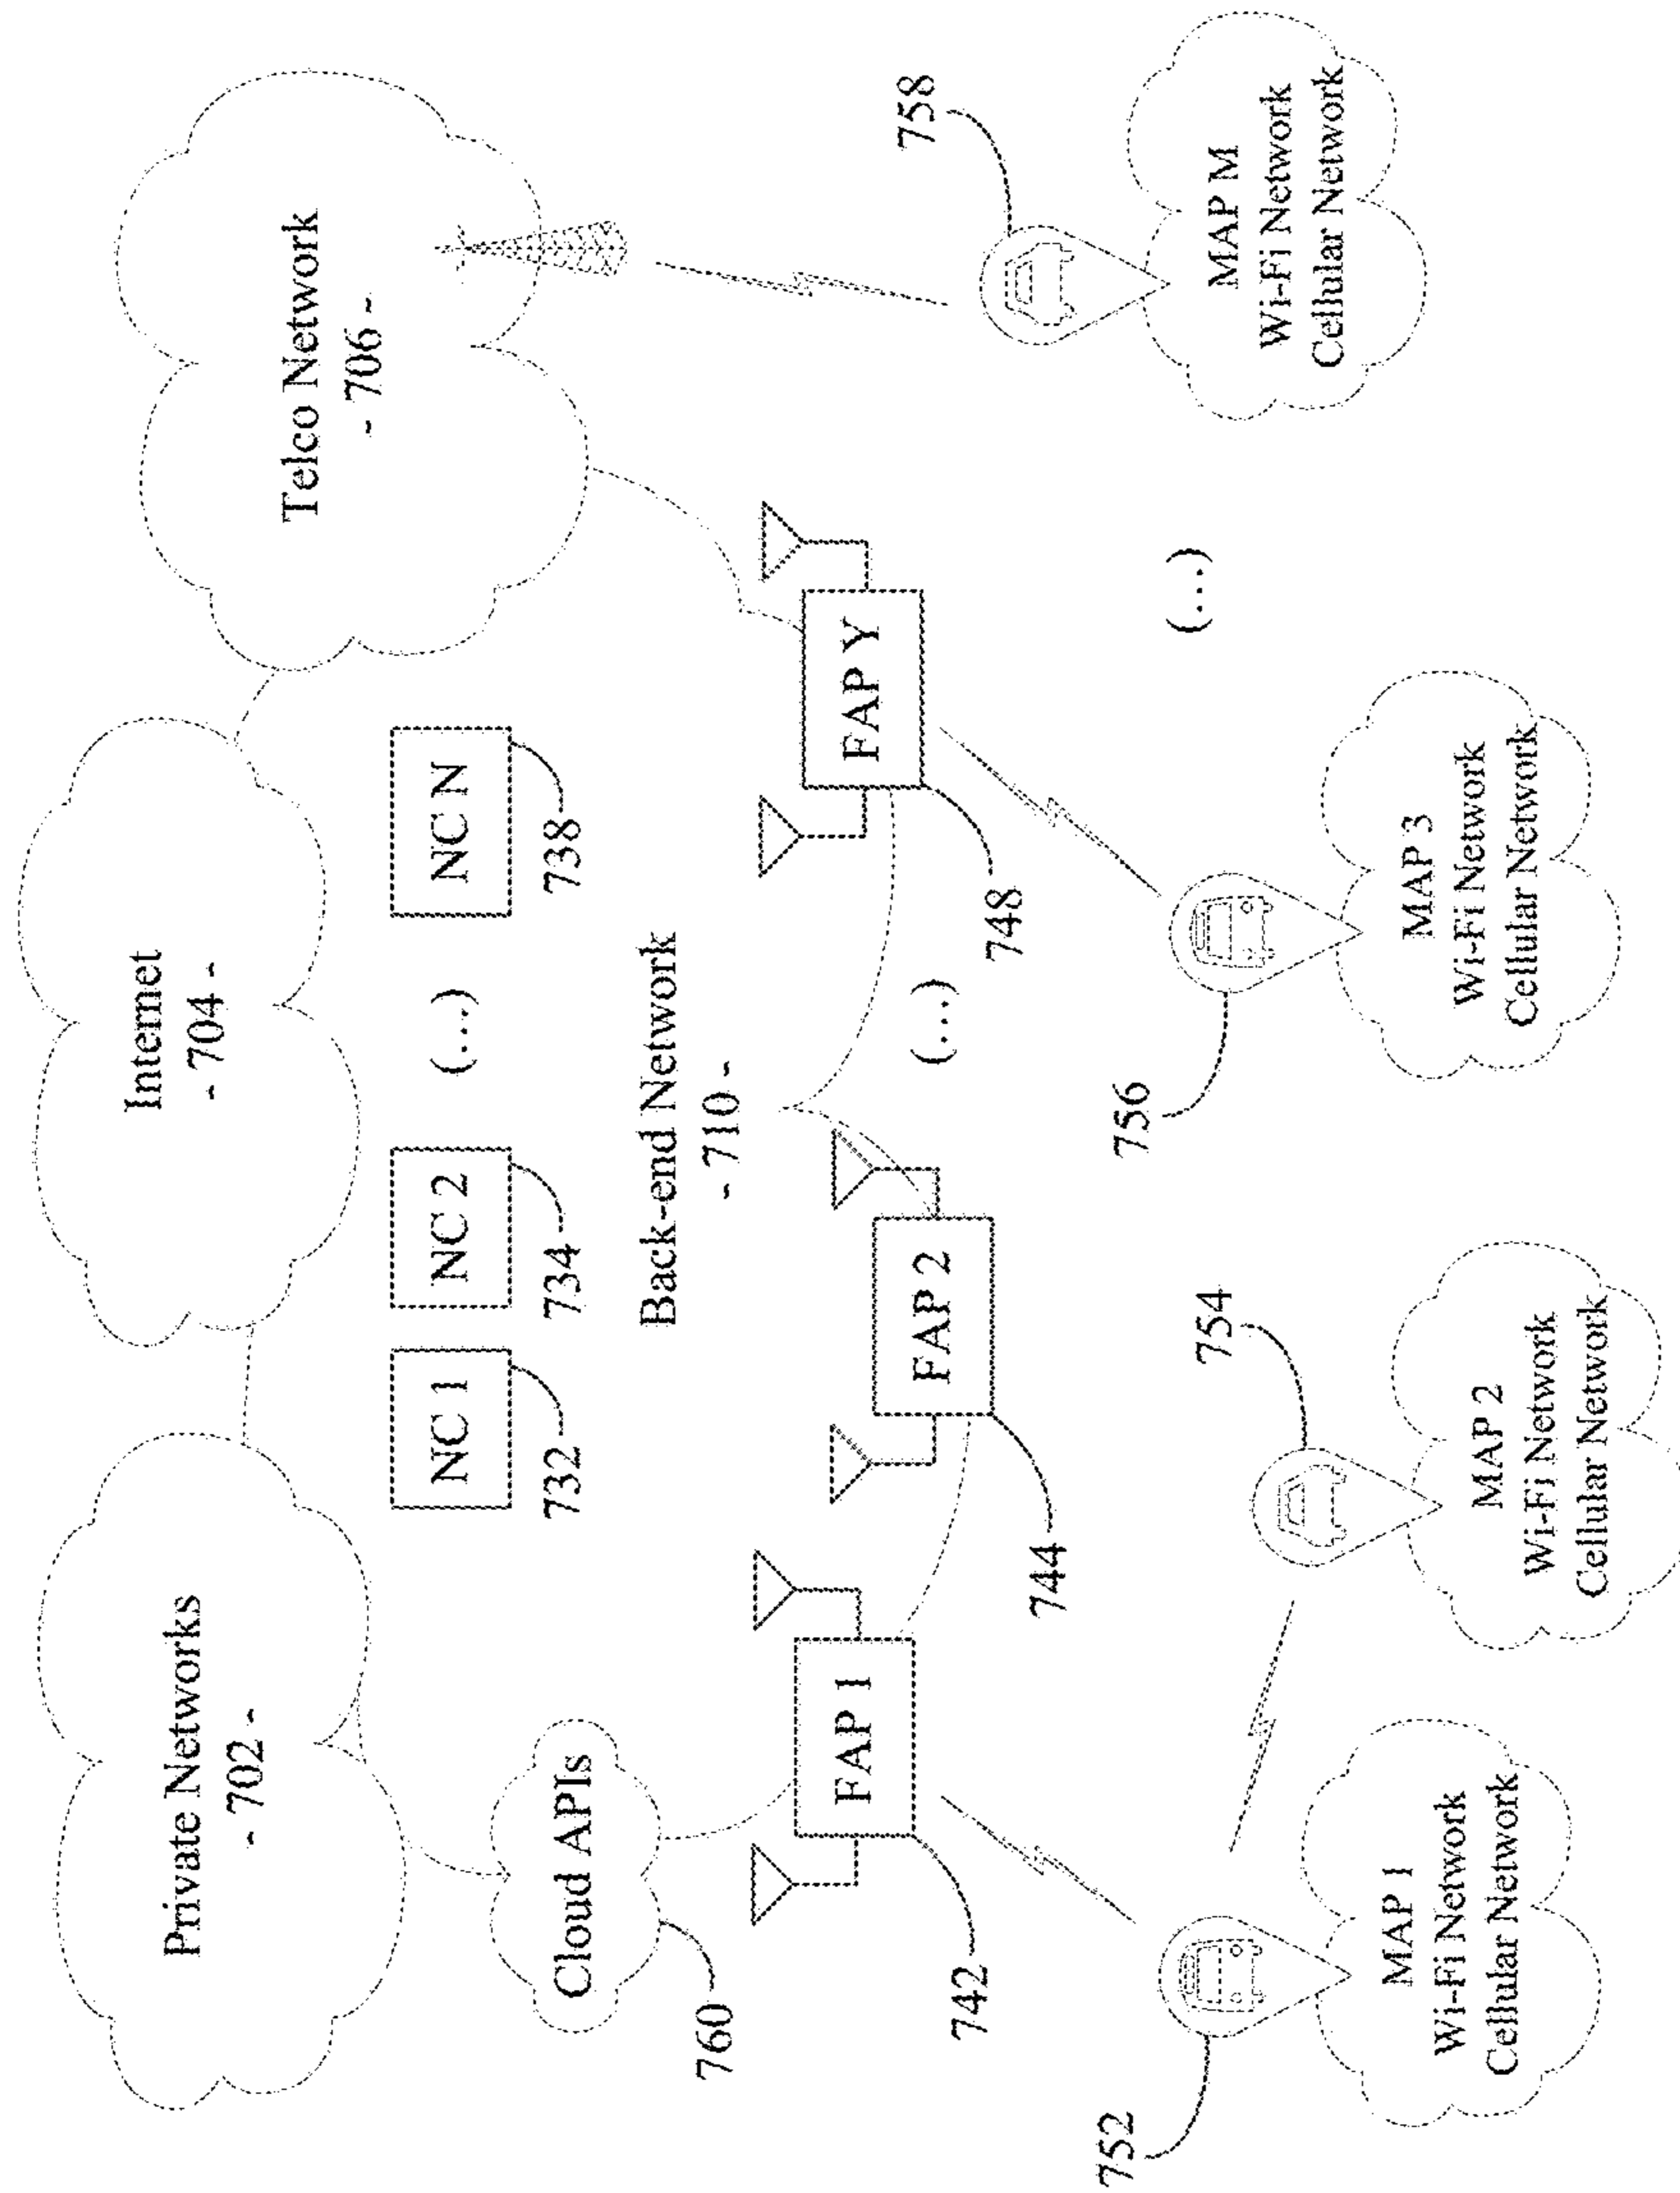 Private Networks
- 702 -
Internet
- 704 -
Telco Network
- 706 -
Cloud APIs
760
NC 1
732
NC 2
734
(...)
NC N
738
Back-end Network
- 710 -
FAP 1
742
FAP 2
744
(...)
FAP Y
748
752
MAP 1
Wi-Fi Network
Cellular Network
754
MAP 2
Wi-Fi Network
Cellular Network
756
MAP 3
Wi-Fi Network
Cellular Network
(...)
758
MAP M
Wi-Fi Network
Cellular Network